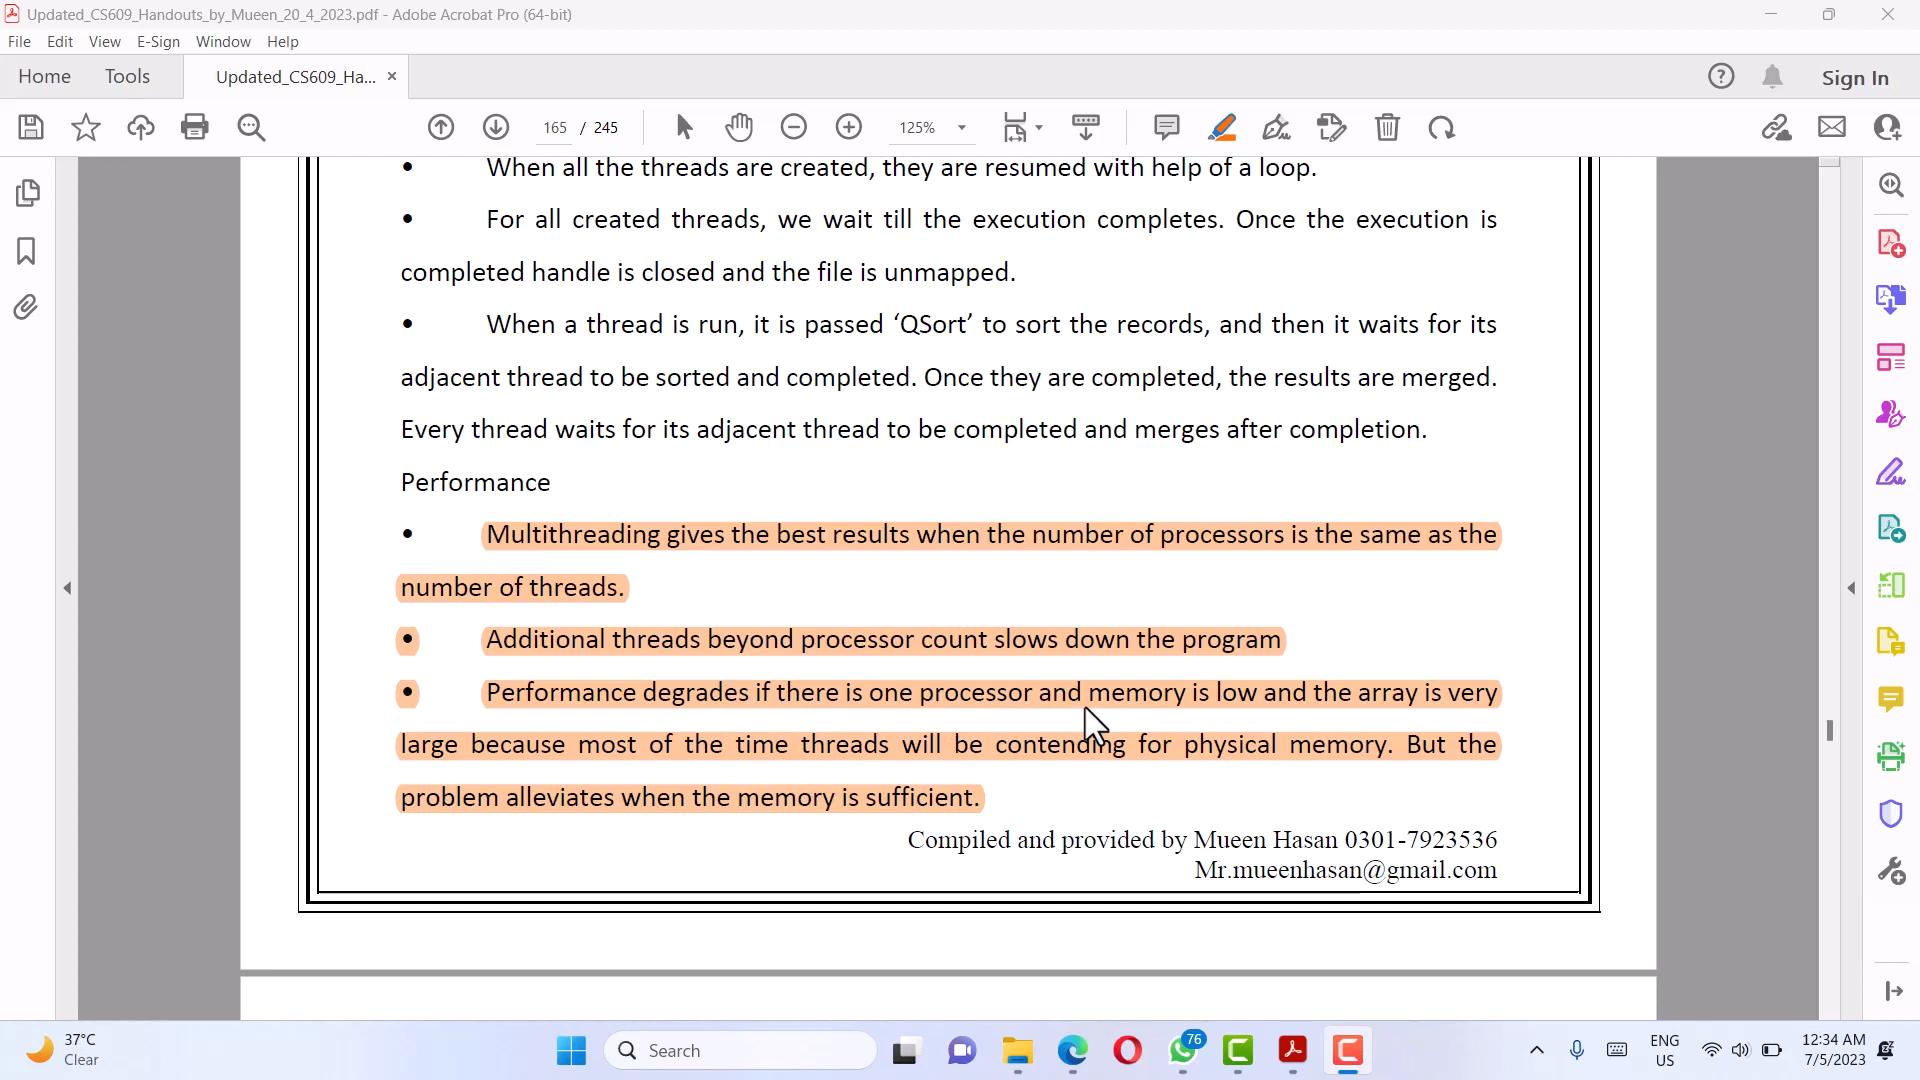 Updated_CS609_Handouts_by_Mueen_20_4_2023.pdf - Adobe Acrobat Pro (64-bit)
File Edit View E-Sign Window Help
Home Tools Updated_CS609_Ha... × Sign In
165 / 245 125%
• When all the threads are created, they are resumed with help of a loop.
• For all created threads, we wait till the execution completes. Once the execution is
completed handle is closed and the file is unmapped.
• When a thread is run, it is passed ‘QSort’ to sort the records, and then it waits for its
adjacent thread to be sorted and completed. Once they are completed, the results are merged.
Every thread waits for its adjacent thread to be completed and merges after completion.
Performance
• Multithreading gives the best results when the number of processors is the same as the
number of threads.
• Additional threads beyond processor count slows down the program
• Performance degrades if there is one processor and memory is low and the array is very
large because most of the time threads will be contending for physical memory. But the
problem alleviates when the memory is sufficient.
Compiled and provided by Mueen Hasan 0301-7923536
Mr.mueenhasan@gmail.com
37°C
Clear
Search
76
ENG
US
12:34 AM
7/5/2023